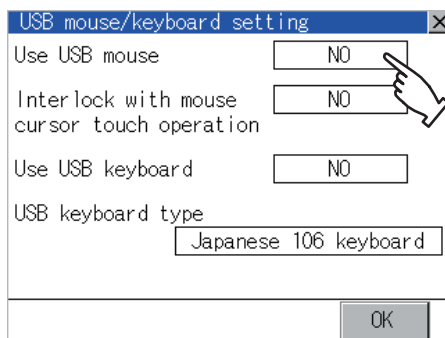 USB mouse/keyboard setting
Use USB mouse NO
Interlock with mouse NO
cursor touch operation
Use USB keyboard NO
USB keyboard type
Japanese 106 keyboard
OK